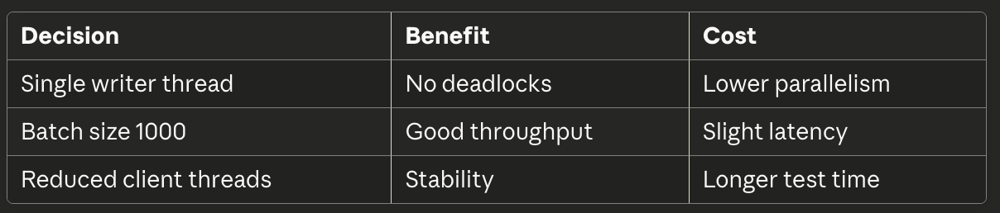 Decision Benefit Cost
Single writer thread No deadlocks Lower parallelism
Batch size 1000 Good throughput Slight latency
Reduced client threads Stability Longer test time